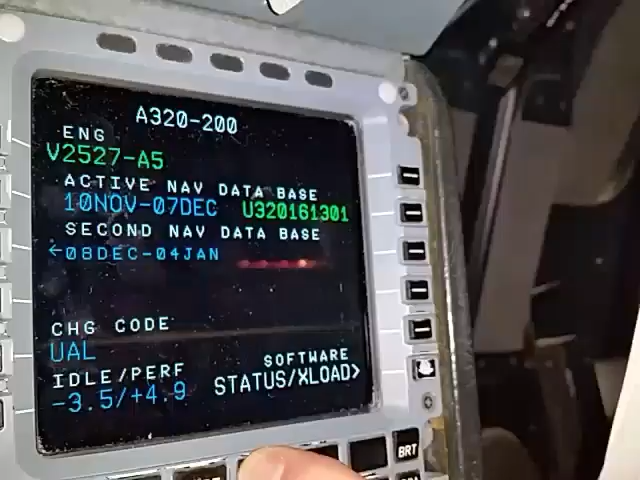 A320-200
ENG
V2527-A5
ACTIVE NAV DATA BASE
10NOV-07DEC U320161301
SECOND NAV DATA BASE
←08DEC-04JAN
CHG CODE
UAL
IDLE/PERF SOFTWARE
-3.5/+4.9 STATUS/XLOAD>
BRT